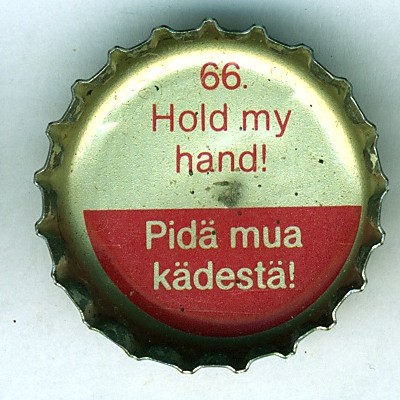 66.
Hold my
hand!
Pidä mua
kädestä!